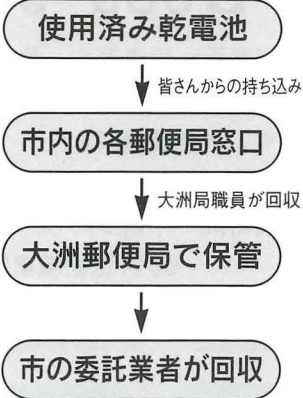 使用済み乾電池
皆さんからの持ち込み
市内の各郵便局窓口
大洲局職員が回収
大洲郵便局で保管
市の委託業者が回収